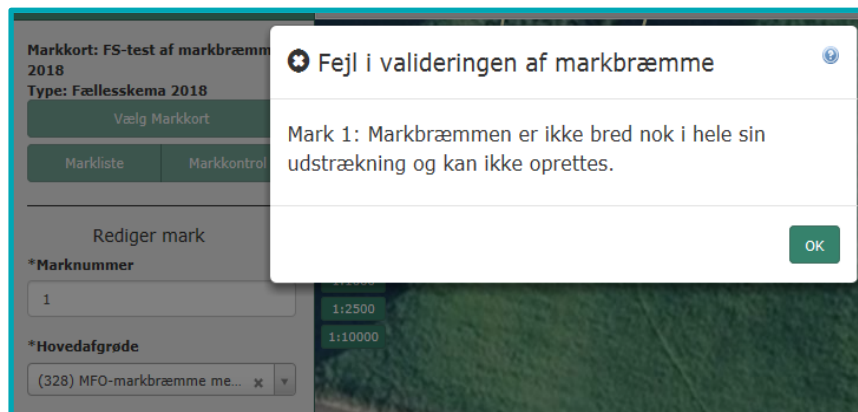 Markkort: FS-test af markbræmm
2018
Type: Fællesskema 2018
Vælg Markkort
Markliste
Markkontrol
Rediger mark
*Marknummer
1
*Hovedafgrøde
(328) MFO-markbræmme me...
Fejl i valideringen af markbræmme
Mark 1: Markbræmmen er ikke bred nok i hele sin
udstrækning og kan ikke oprettes.
OK
1:2500
1:10000